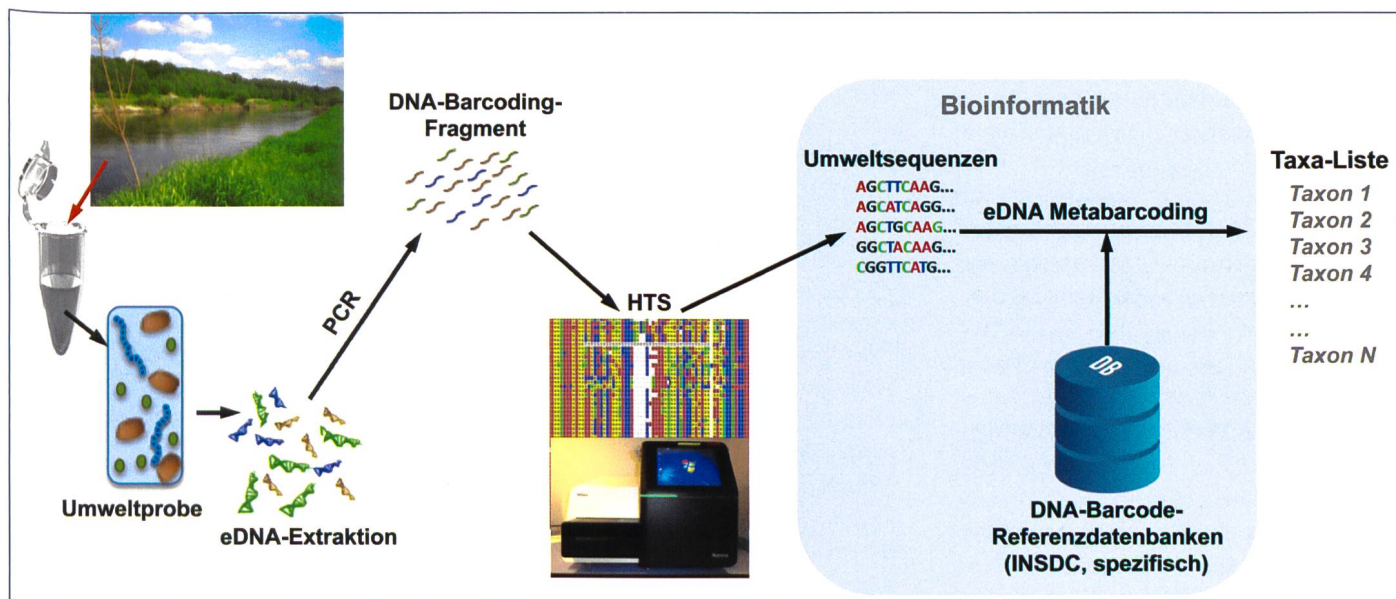 DNA-Barcoding-
Fragment
PCR
Umweltprobe
eDNA-Extraktion
HTS
Bioinformatik
Umweltsequenzen
AGCTTCAAG...
AGCATCAGG...
AGCTGCAAG...
GGCTACAAG...
CGGTTCATG...
eDNA Metabarcoding
DB
DNA-Barcode-
Referenzdatenbanken
(INSDC, spezifisch)
Taxa-Liste
Taxon 1
Taxon 2
Taxon 3
Taxon 4
...
...
Taxon N